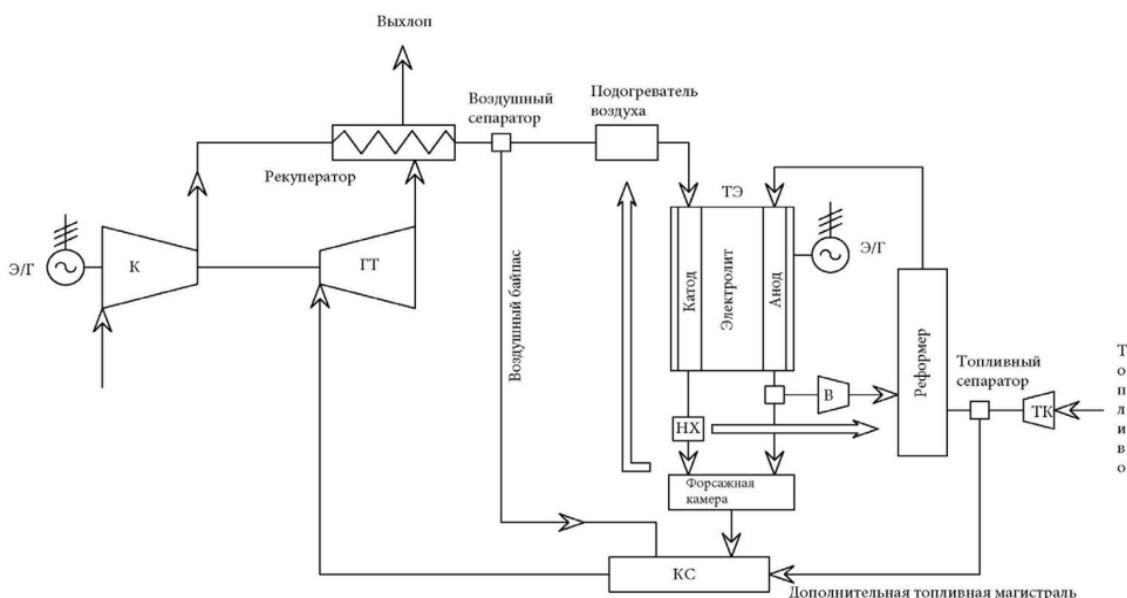 Выхлоп
Воздушный
сепаратор
Подогреватель
воздуха
Рекуператор
ТЭ
Э/Г
К
ГТ
Э/Г
Воздушный байпас
Катод
Электролит
Анод
Реформер
Топливный
сепаратор
В
ТК
Топливо
НХ
Форсажная
камера
КС
Дополнительная топливная магистраль